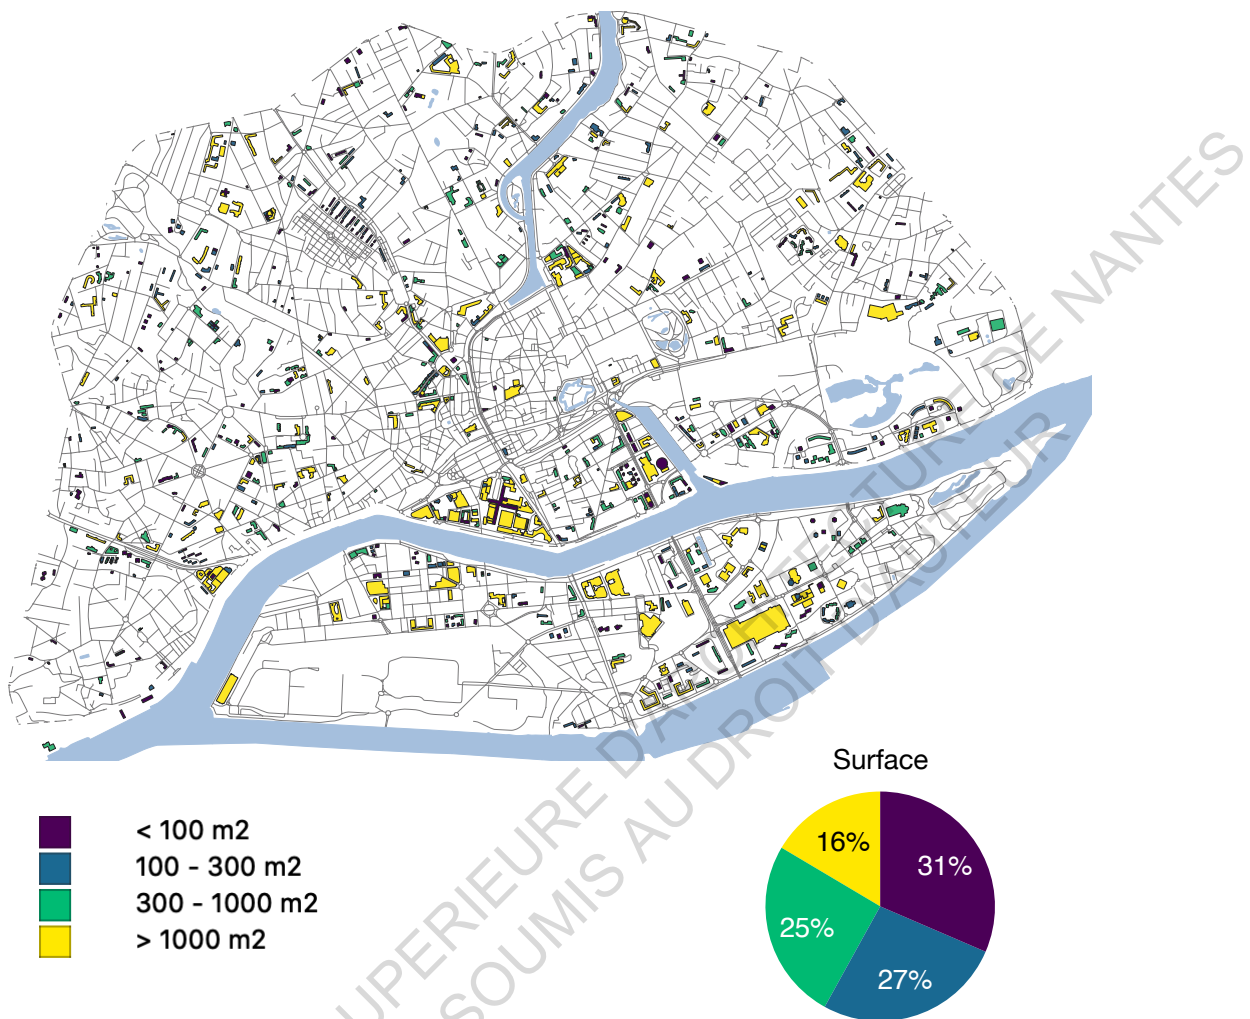 Surface
31%
27%
25%
16%
< 100 m2
100 - 300 m2
300 - 1000 m2
> 1000 m2
UPERIEURE D'ARCHITECTURE DE NANTES
SOUMIS AU DROIT D'AUTEUR